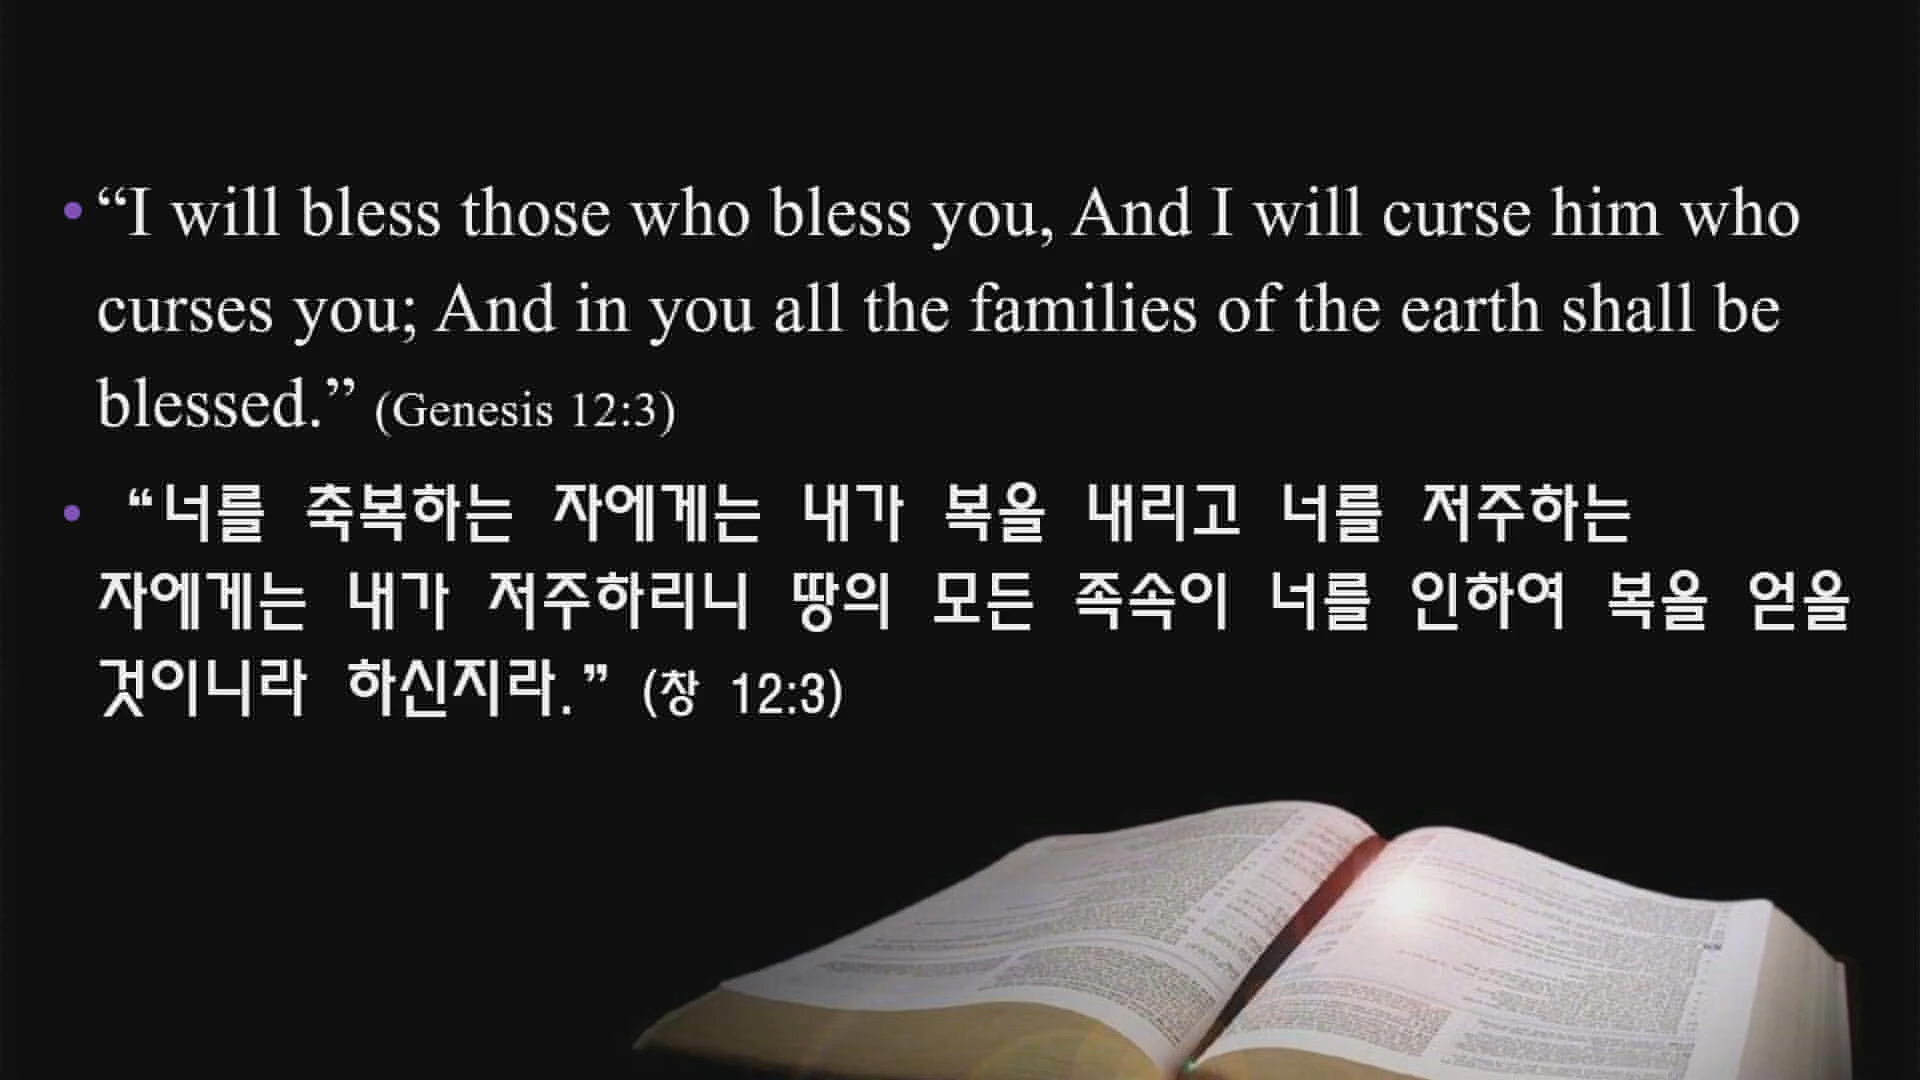 • “I will bless those who bless you, And I will curse him who
curses you; And in you all the families of the earth shall be
blessed.” (Genesis 12:3)
• “너를 축복하는 자에게는 내가 복을 내리고 너를 저주하는
자에게는 내가 저주하리니 땅의 모든 족속이 너를 인하여 복을 얻을
것이니라 하신지라.” (창 12:3)